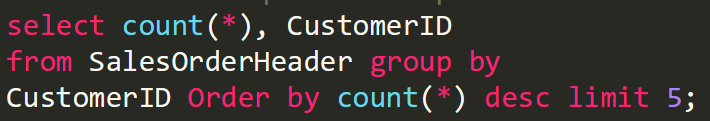 select count(*), CustomerID
from SalesOrderHeader group by
CustomerID Order by count(*) desc limit 5;